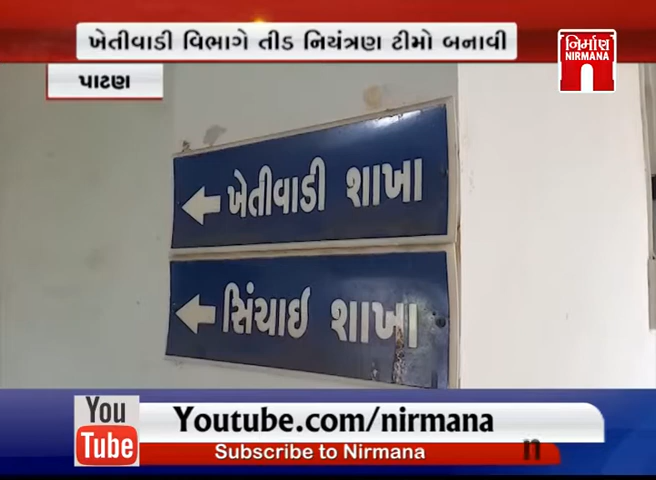 ખેતીવાડી વિભાગે તીડ નિયંત્રણ ટીમો બનાવી
પાટણ
નિર્માણ
NIRMANA
ખેતીવાડી શાખા
સિંચાઇ શાખા
You
Tube
Youtube.com/nirmana
Subscribe to Nirmana
n